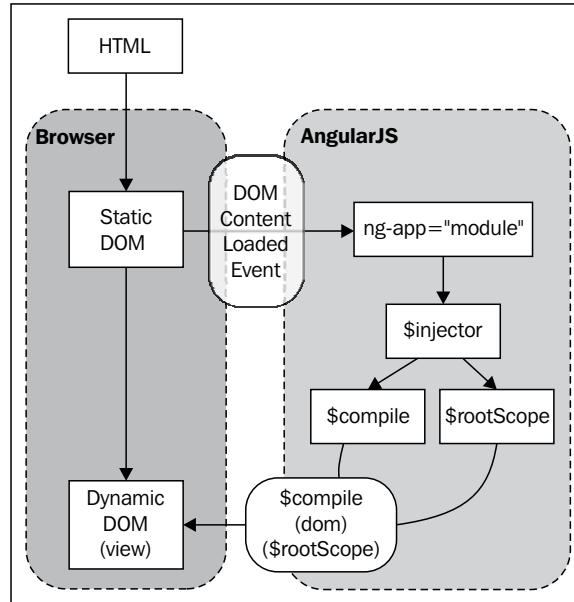 HTML
Browser
AngularJS
Static
DOM
DOM
Content
Loaded
Event
ng-app="module"
$injector
$compile
$rootScope
Dynamic
DOM
(view)
$compile
(dom)
($rootScope)